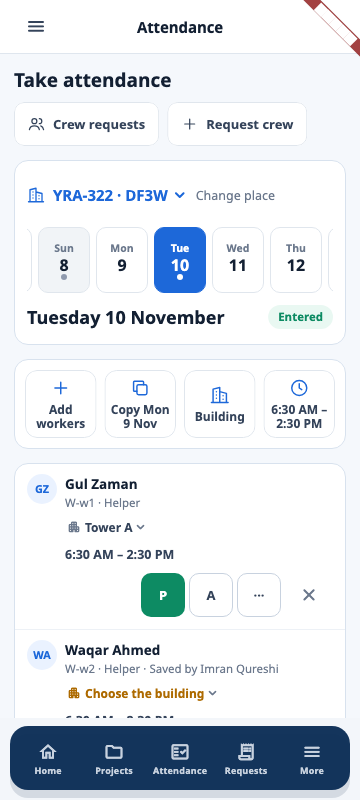 Attendance
Take attendance
Crew requests
Request crew
YRA-322 · DF3W
Change place
Sun
8
Mon
9
Tue
10
Wed
11
Thu
12
Tuesday 10 November
Entered
Add
workers
Copy Mon
9 Nov
Building
6:30 AM –
2:30 PM
GZ
Gul Zaman
W-w1 · Helper
Tower A
6:30 AM – 2:30 PM
P
A
···
WA
Waqar Ahmed
W-w2 · Helper · Saved by Imran Qureshi
Choose the building
Home
Projects
Attendance
Requests
More